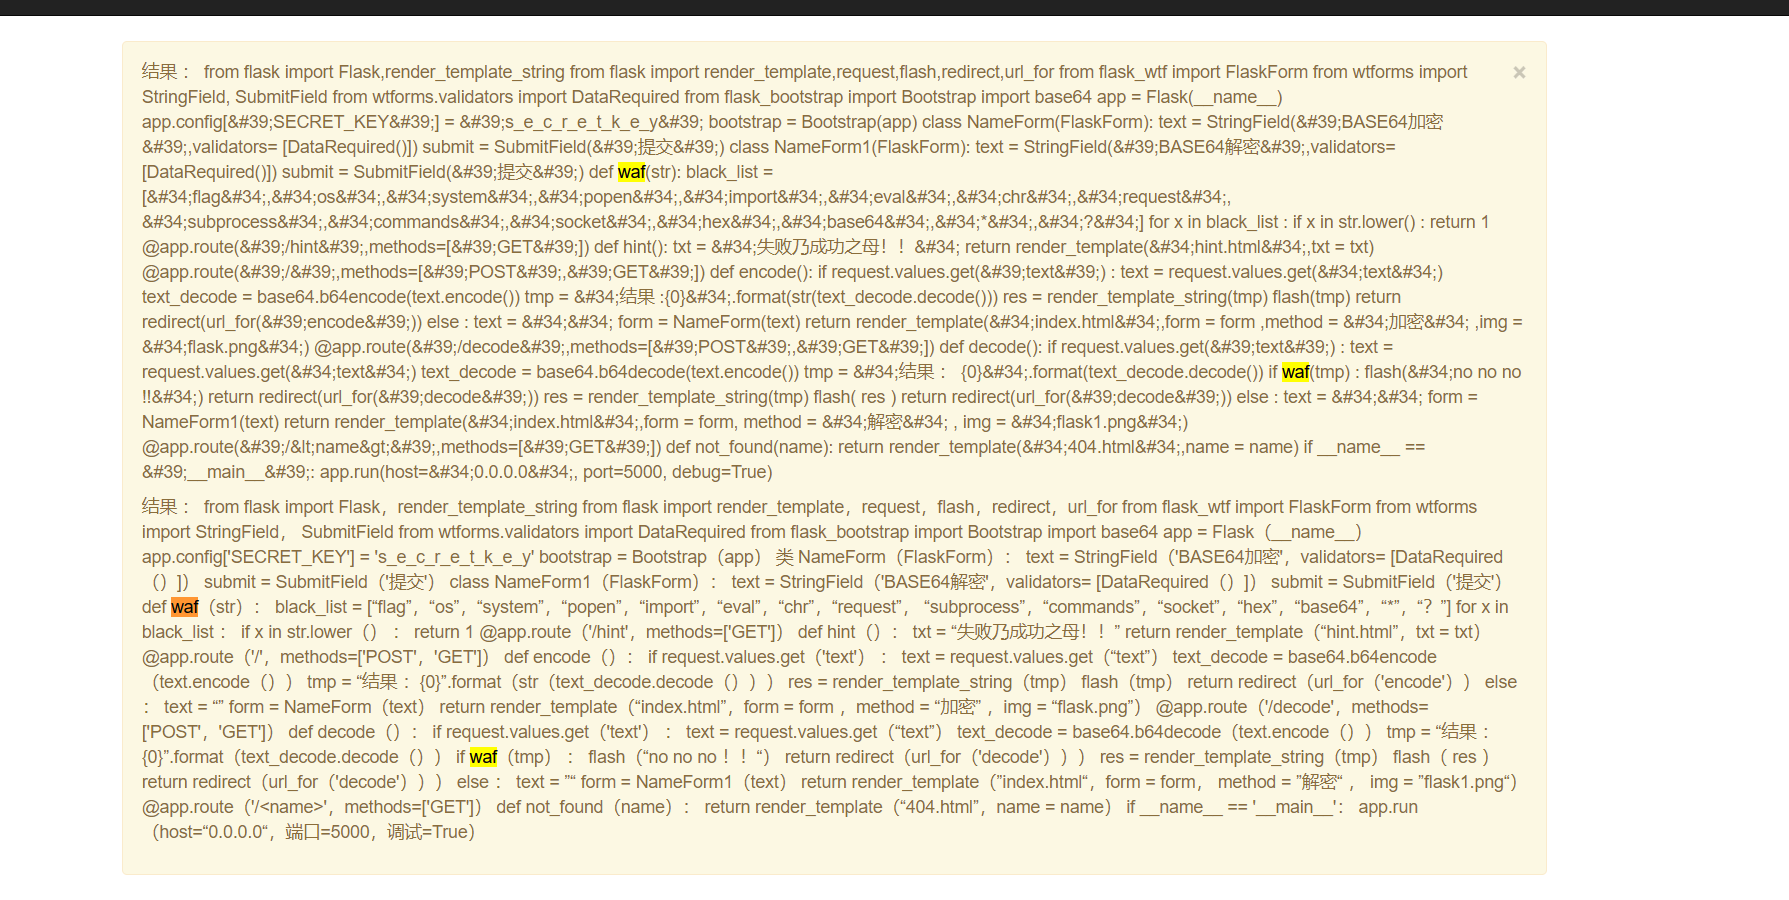 结果： from flask import Flask,render_template_string from flask import render_template,request,flash,redirect,url_for from flask_wtf import FlaskForm from wtforms import
×
StringField, SubmitField from wtforms.validators import DataRequired from flask_bootstrap import Bootstrap import base64 app = Flask(__name__)
app.config[&#39;SECRET_KEY&#39;] = &#39;s_e_c_r_e_t_k_e_y&#39; bootstrap = Bootstrap(app) class NameForm(FlaskForm): text = StringField(&#39;BASE64加密
&#39;,validators= [DataRequired()]) submit = SubmitField(&#39;提交&#39;) class NameForm1(FlaskForm): text = StringField(&#39;BASE64解密&#39;,validators=
[DataRequired()]) submit = SubmitField(&#39;提交&#39;) def waf(str): black_list =
[&#34;flag&#34;,&#34;os&#34;,&#34;system&#34;,&#34;popen&#34;,&#34;import&#34;,&#34;eval&#34;,&#34;chr&#34;,&#34;request&#34;,
&#34;subprocess&#34;,&#34;commands&#34;,&#34;socket&#34;,&#34;hex&#34;,&#34;base64&#34;,&#34;*&#34;,&#34;?&#34;] for x in black_list : if x in str.lower() : return 1
@app.route(&#39;/hint&#39;,methods=[&#39;GET&#39;]) def hint(): txt = &#34;失败乃成功之母！！&#34; return render_template(&#34;hint.html&#34;,txt = txt)
@app.route(&#39;/&#39;,methods=[&#39;POST&#39;,&#39;GET&#39;]) def encode(): if request.values.get(&#39;text&#39;) : text = request.values.get(&#34;text&#34;)
text_decode = base64.b64encode(text.encode()) tmp = &#34;结果 :{0}&#34;.format(str(text_decode.decode())) res = render_template_string(tmp) flash(tmp) return
redirect(url_for(&#39;encode&#39;)) else : text = &#34;&#34; form = NameForm(text) return render_template(&#34;index.html&#34;,form = form ,method = &#34;加密&#34; ,img =
&#34;flask.png&#34;) @app.route(&#39;/decode&#39;,methods=[&#39;POST&#39;,&#39;GET&#39;]) def decode(): if request.values.get(&#39;text&#39;) : text =
request.values.get(&#34;text&#34;) text_decode = base64.b64decode(text.encode()) tmp = &#34;结果： {0}&#34;.format(text_decode.decode()) if waf(tmp) : flash(&#34;no no no
!!&#34;) return redirect(url_for(&#39;decode&#39;)) res = render_template_string(tmp) flash( res ) return redirect(url_for(&#39;decode&#39;)) else : text = &#34;&#34; form =
NameForm1(text) return render_template(&#34;index.html&#34;,form = form, method = &#34;解密&#34; , img = &#34;flask1.png&#34;)
@app.route(&#39;/&lt;name&gt;&#39;,methods=[&#39;GET&#39;]) def not_found(name): return render_template(&#34;404.html&#34;,name = name) if __name__ ==
&#39;__main__&#39;: app.run(host=&#34;0.0.0.0&#34;, port=5000, debug=True)
结果： from flask import Flask，render_template_string from flask import render_template，request，flash，redirect，url_for from flask_wtf import FlaskForm from wtforms
import StringField， SubmitField from wtforms.validators import DataRequired from flask_bootstrap import Bootstrap import base64 app = Flask（__name__）
app.config['SECRET_KEY'] = 's_e_c_r_e_t_k_e_y' bootstrap = Bootstrap（app） 类 NameForm（FlaskForm）： text = StringField（'BASE64加密'，validators= [DataRequired
（）]） submit = SubmitField（'提交'） class NameForm1（FlaskForm）： text = StringField（'BASE64解密'，validators= [DataRequired（）]） submit = SubmitField（'提交'）
def waf（str）： black_list = [“flag”，“os”，“system”，“popen”，“import”，“eval”，“chr”，“request”， “subprocess”，“commands”，“socket”，“hex”，“base64”，“*”，“？”] for x in
black_list ： if x in str.lower（） ： return 1 @app.route（'/hint'，methods=['GET']） def hint（）： txt = “失败乃成功之母！！” return render_template（“hint.html”，txt = txt）
@app.route（'/'，methods=['POST'，'GET']） def encode（）： if request.values.get（'text'） ： text = request.values.get（“text”） text_decode = base64.b64encode
（text.encode（）） tmp = “结果 ：{0}”.format（str（text_decode.decode（））） res = render_template_string（tmp） flash（tmp） return redirect（url_for（'encode'）） else
： text = “” form = NameForm（text） return render_template（“index.html”，form = form ，method = “加密” ，img = “flask.png”） @app.route（'/decode'，methods=
['POST'，'GET']） def decode（）： if request.values.get（'text'）： text = request.values.get（“text”） text_decode = base64.b64decode（text.encode（）） tmp = “结果：
{0}”.format（text_decode.decode（）） if waf（tmp） ： flash（“no no no ！！“） return redirect（url_for（'decode'）） ） res = render_template_string（tmp） flash（ res ）
return redirect（url_for（'decode'）） ） else ： text = ”“ form = NameForm1（text） return render_template（”index.html“，form = form， method = ”解密“ ， img = ”flask1.png“）
@app.route（'/<name>'，methods=['GET']） def not_found（name）： return render_template（“404.html”，name = name） if __name__ == '__main__'： app.run
（host=“0.0.0.0“，端口=5000，调试=True）